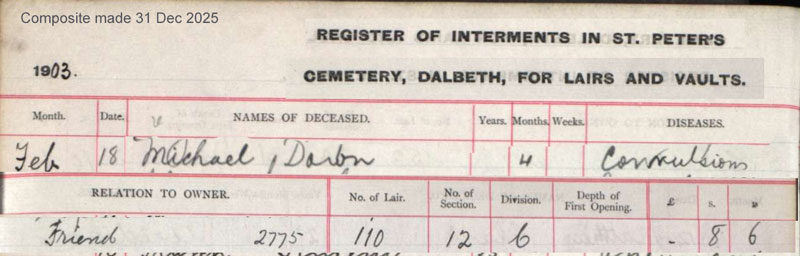 Composite made 31 Dec 2025
REGISTER OF INTERMENTS IN ST. PETER'S
1903.
CEMETERY, DALBETH, FOR LAIRS AND VAULTS.
Month. Date. NAMES OF DECEASED. Years. Months. Weeks. DISEASES.
Feb 18 Michael 4 Convulsions
RELATION TO OWNER. No. of Lair. No. of Section. Division. Depth of First Opening. £ s. D
Friend 2775 110 12 6 - 8 6